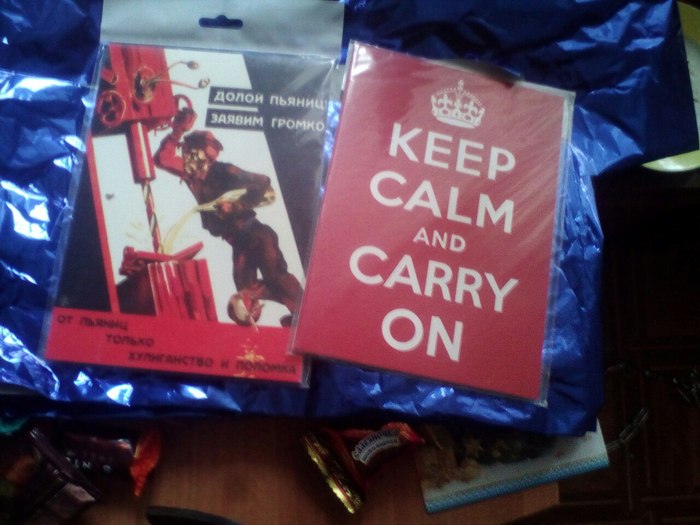 ДОЛОЙ ПЬЯНИЦ
ЗАЯВИМ ГРОМКО
ОТ ПЬЯНИЦ
ТОЛЬКО
ХУЛИГАНСТВО И ПОЛОМКА
KEEP
CALM
AND
CARRY
ON